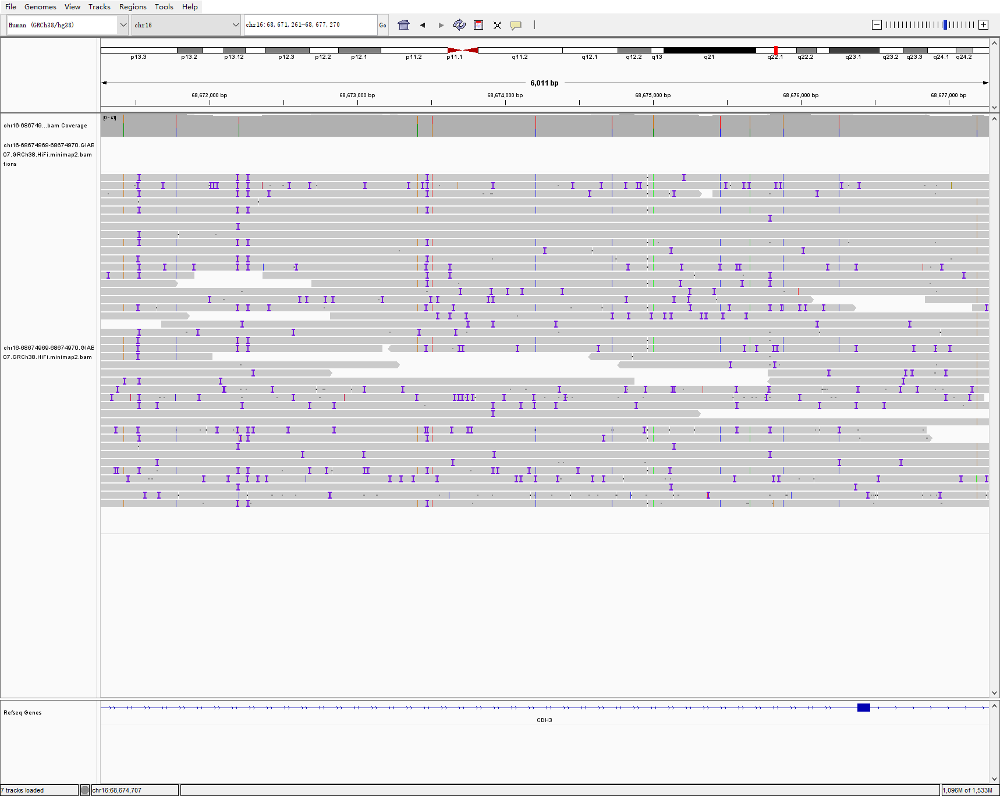 File Genomes View Tracks Regions Tools Help
Human (GRCh38/hg38) chr16 chr16:68,671,261-68,677,270 Go
p13.3 p13.2 p13.12 p12.3 p12.2 p12.1 p11.2 p11.1 q11.2 q12.1 q12.2 q13 q21 q22.1 q22.2 q23.1 q23.2 q23.3 q24.1 q24.2
6,011 bp
68,672,000 bp 68,673,000 bp 68,674,000 bp 68,675,000 bp 68,676,000 bp 68,677,000 bp
[0 - 41]
chr16-686749...bam Coverage
chr16-68674969-68674970.GIAB
07.GRCh38.HiFi.minimap2.bam
tions
chr16-68674969-68674970.GIAB
07.GRCh38.HiFi.minimap2.bam
Refseq Genes
CDH3
7 tracks loaded chr16:68,674,707 1,096M of 1,533M